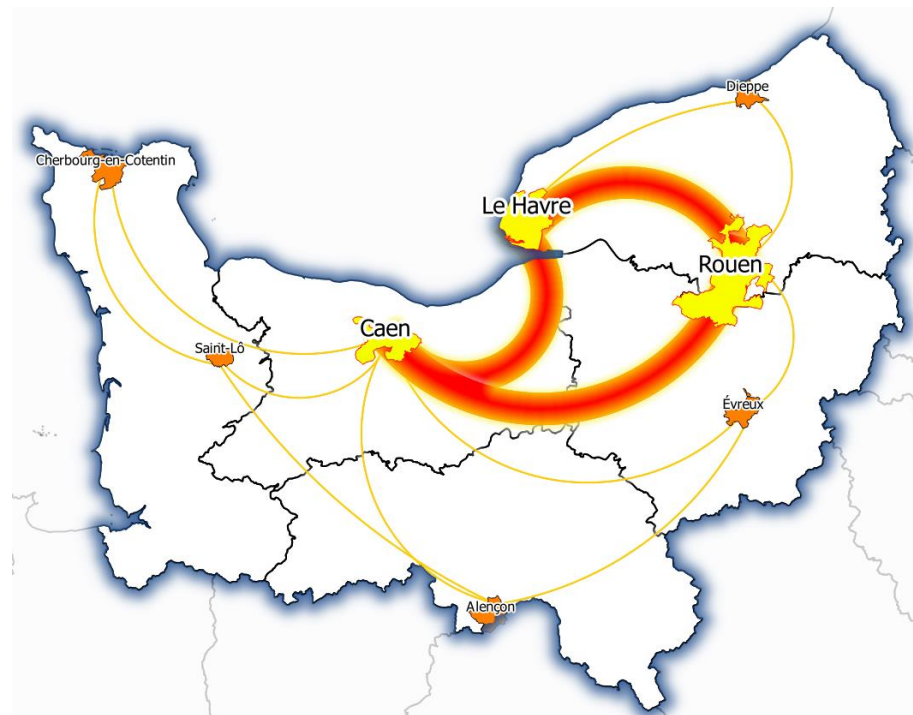 Dieppe
Cherbourg-en-Cotentin
Le Havre
Rouen
Caen
Saint-Lô
Évreux
Alençon